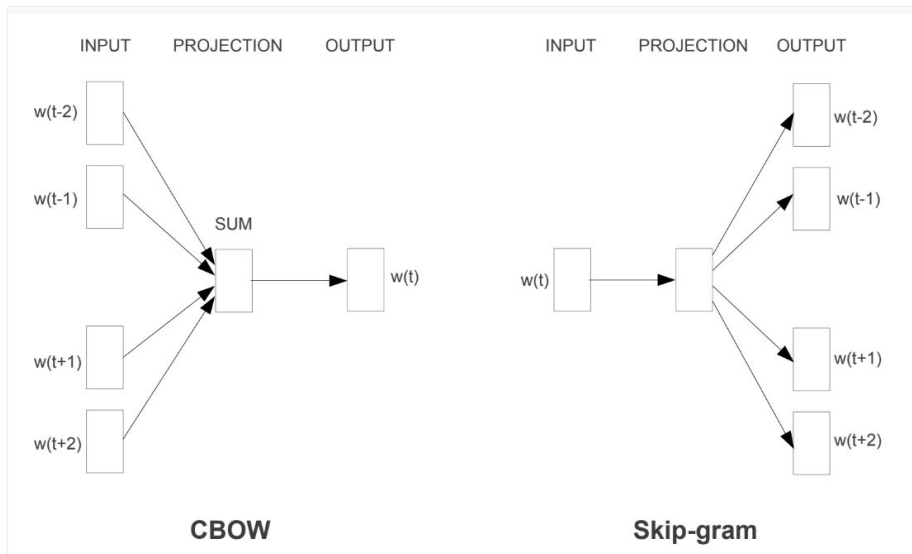 INPUT PROJECTION OUTPUT
w(t-2)
w(t-1)
SUM
w(t)
w(t+1)
w(t+2)
CBOW
INPUT PROJECTION OUTPUT
w(t-2)
w(t-1)
w(t)
w(t+1)
w(t+2)
Skip-gram